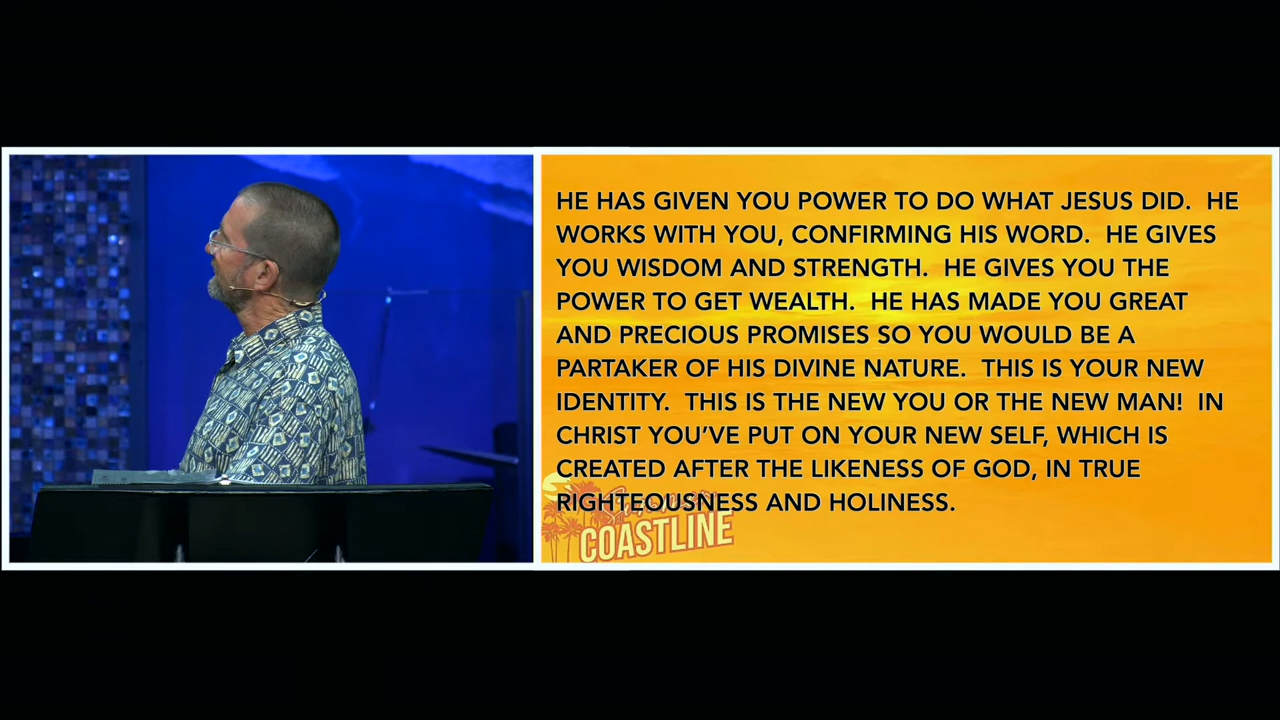 HE HAS GIVEN YOU POWER TO DO WHAT JESUS DID.  HE
WORKS WITH YOU, CONFIRMING HIS WORD.  HE GIVES
YOU WISDOM AND STRENGTH.  HE GIVES YOU THE
POWER TO GET WEALTH.  HE HAS MADE YOU GREAT
AND PRECIOUS PROMISES SO YOU WOULD BE A
PARTAKER OF HIS DIVINE NATURE.  THIS IS YOUR NEW
IDENTITY.  THIS IS THE NEW YOU OR THE NEW MAN!  IN
CHRIST YOU’VE PUT ON YOUR NEW SELF, WHICH IS
CREATED AFTER THE LIKENESS OF GOD, IN TRUE
RIGHTEOUSNESS AND HOLINESS.
COASTLINE